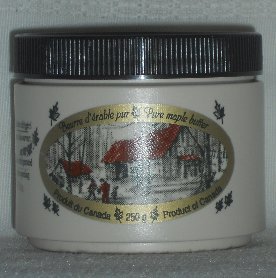 Beurre d'érable pur Pure maple butter
Produit du Canada 250 g Product of Canada